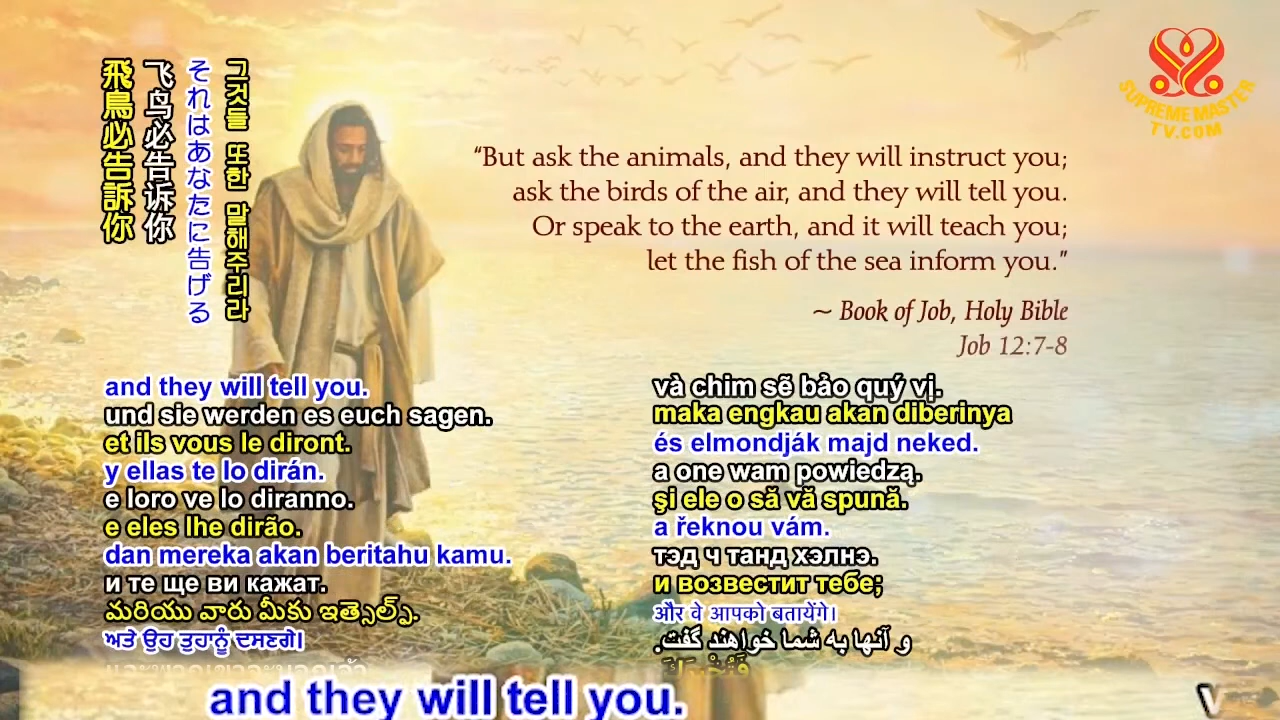 飛鳥必告訴你
飞鸟必告诉你
それはあなたに告げる
그것들 또한 말해주리라
SUPREME MASTER
TV.COM
“But ask the animals, and they will instruct you;
ask the birds of the air, and they will tell you.
Or speak to the earth, and it will teach you;
let the fish of the sea inform you.”
~ Book of Job, Holy Bible
Job 12:7-8
and they will tell you.
und sie werden es euch sagen.
et ils vous le diront.
y ellas te lo dirán.
e loro ve lo diranno.
e eles lhe dirão.
dan mereka akan beritahu kamu.
и те ще ви кажат.
మరియు వారు మీకు ఇత్సెల్ఫ్.
ਅਤੇ ਉਹ ਤੁਹਾਨੂੰ ਦਸਣਗੇ।
và chim sẽ bảo quý vị.
maka engkau akan diberinya
és elmondják majd neked.
a one wam powiedzą.
şi ele o să vă spună.
a řeknou vám.
тэд ч танд хэлнэ.
и возвестит тебе;
और वे आपको बतायेंगे।
و آنها به شما خواهند گفت.
and they will tell you.